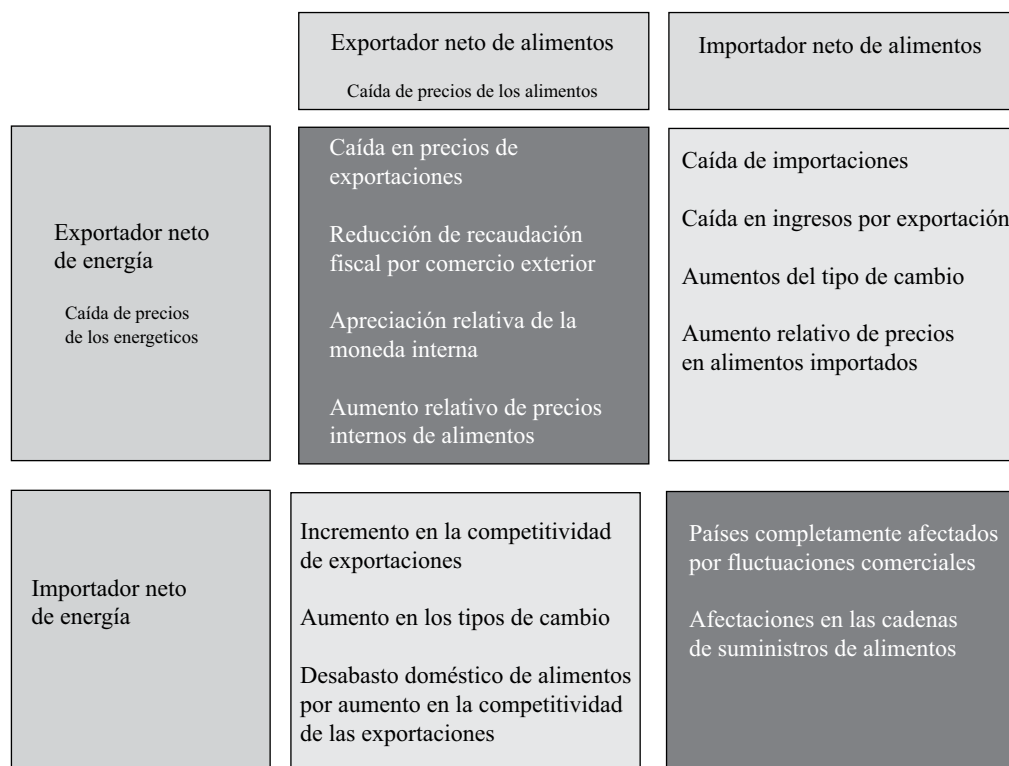 Exportador neto de alimentos
Caída de precios de los alimentos
Importador neto de alimentos
Exportador neto
de energía
Caída de precios
de los energeticos
Caída en precios de
exportaciones
Reducción de recaudación
fiscal por comercio exterior
Apreciación relativa de la
moneda interna
Aumento relativo de precios
internos de alimentos
Caída de importaciones
Caída en ingresos por exportación
Aumentos del tipo de cambio
Aumento relativo de precios
en alimentos importados
Importador neto
de energía
Incremento en la competitividad
de exportaciones
Aumento en los tipos de cambio
Desabasto doméstico de alimentos
por aumento en la competitividad
de las exportaciones
Países completamente afectados
por fluctuaciones comerciales
Afectaciones en las cadenas
de suministros de alimentos